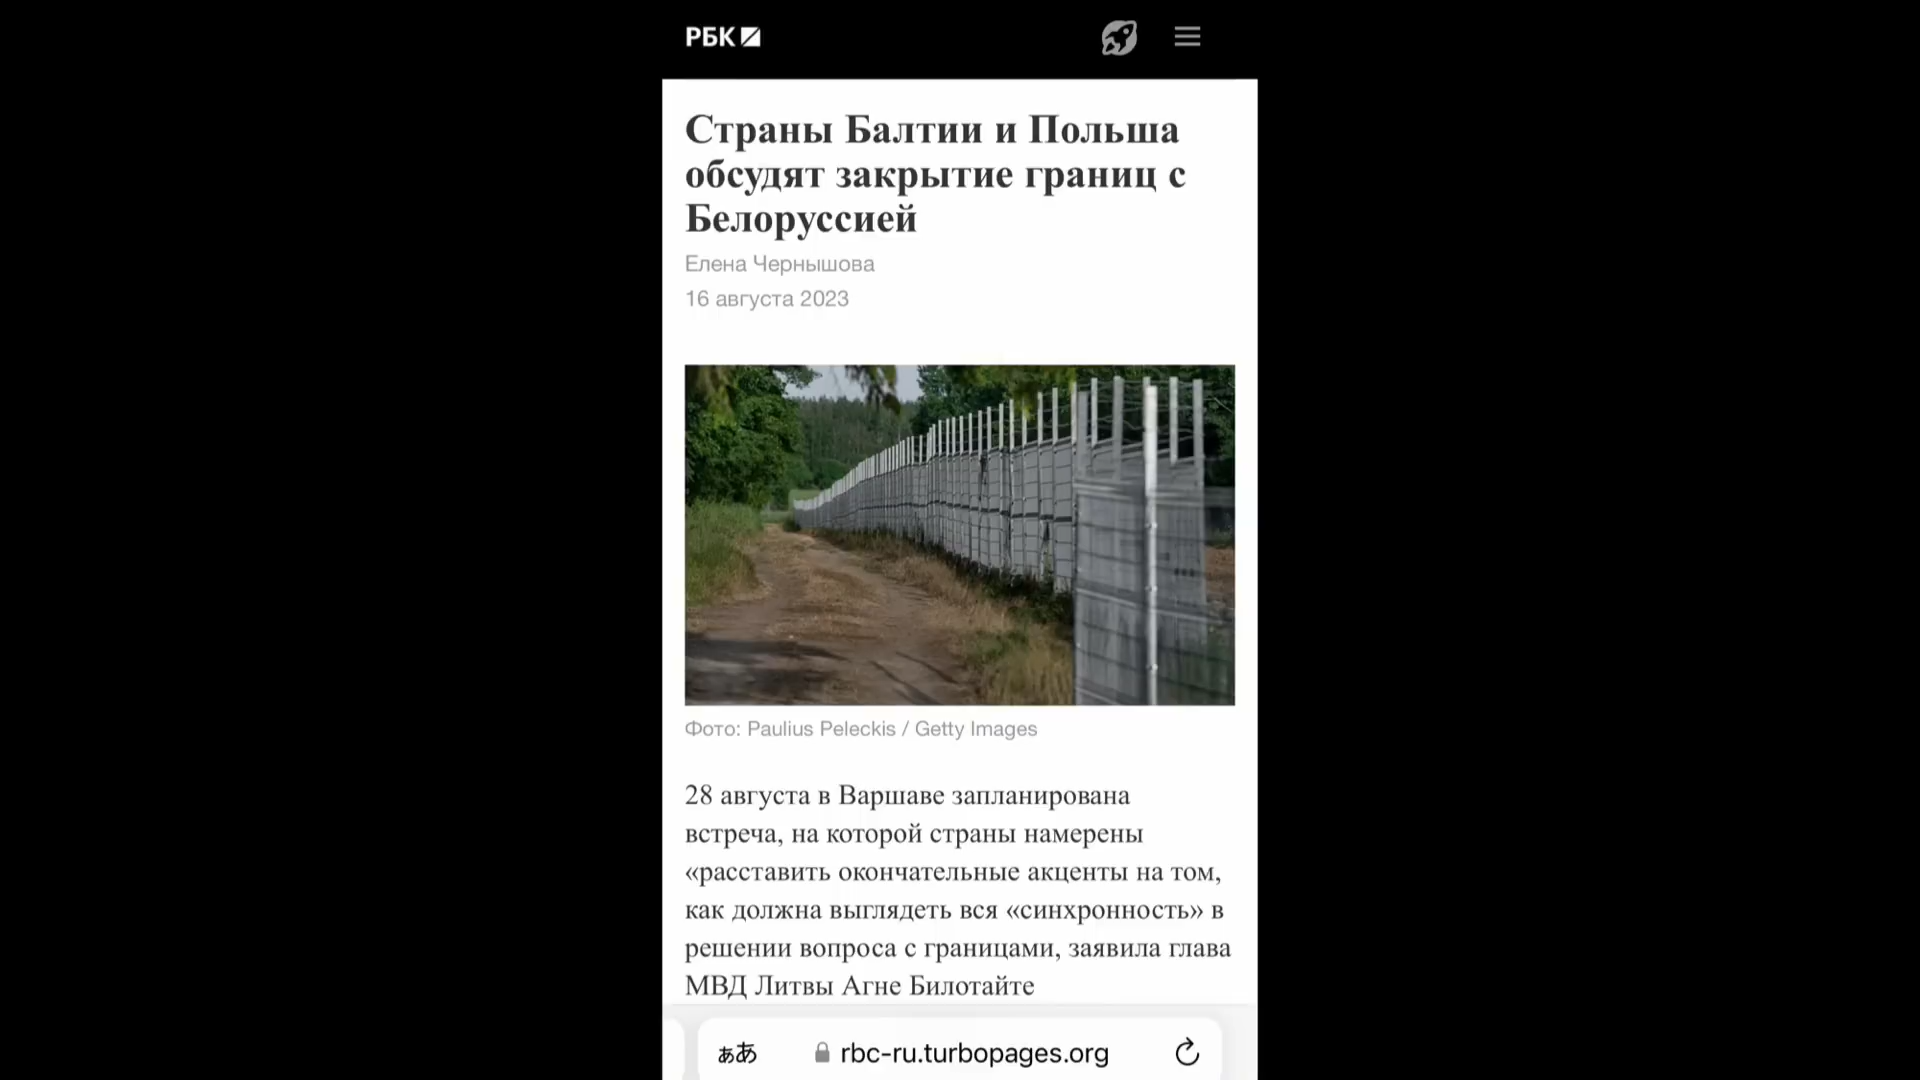 РБК
Страны Балтии и Польша
обсудят закрытие границ с
Белоруссией
Елена Чернышова
16 августа 2023
Фото: Paulius Peleckis / Getty Images
28 августа в Варшаве запланирована
встреча, на которой страны намерены
«расставить окончательные акценты на том,
как должна выглядеть вся «синхронность» в
решении вопроса с границами, заявила глава
МВД Литвы Агне Билотайте
ぁあ rbc-ru.turbopages.org